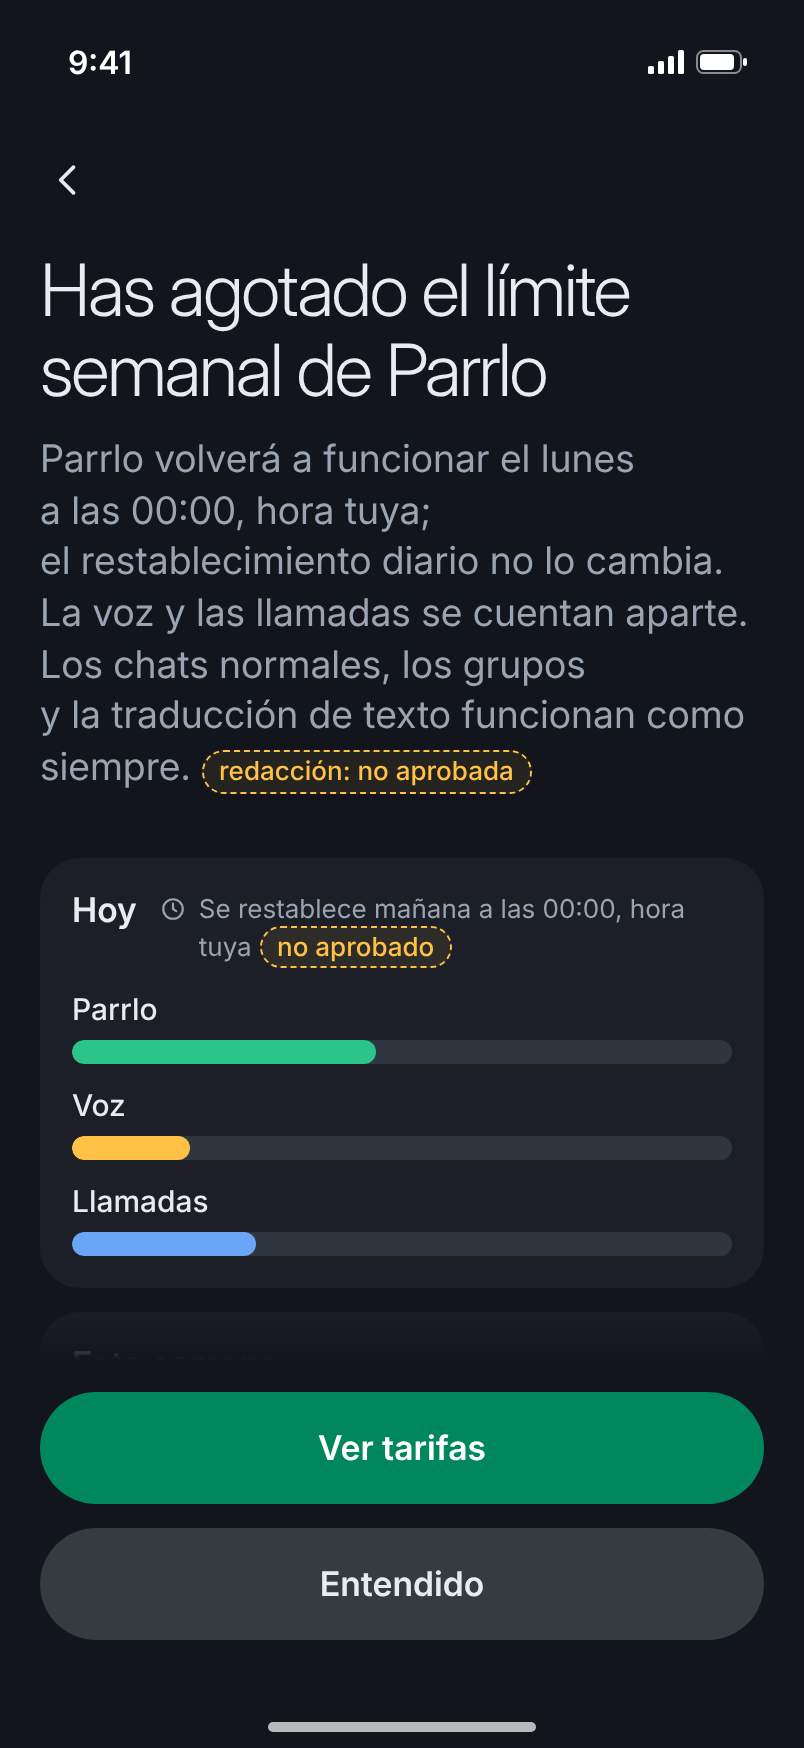 9:41
Has agotado el límite
semanal de Parrlo
Parrlo volverá a funcionar el lunes
a las 00:00, hora tuya;
el restablecimiento diario no lo cambia.
La voz y las llamadas se cuentan aparte.
Los chats normales, los grupos
y la traducción de texto funcionan como
siempre. redacción: no aprobada
Hoy Se restablece mañana a las 00:00, hora
tuya no aprobado
Parrlo
Voz
Llamadas
Ver tarifas
Entendido